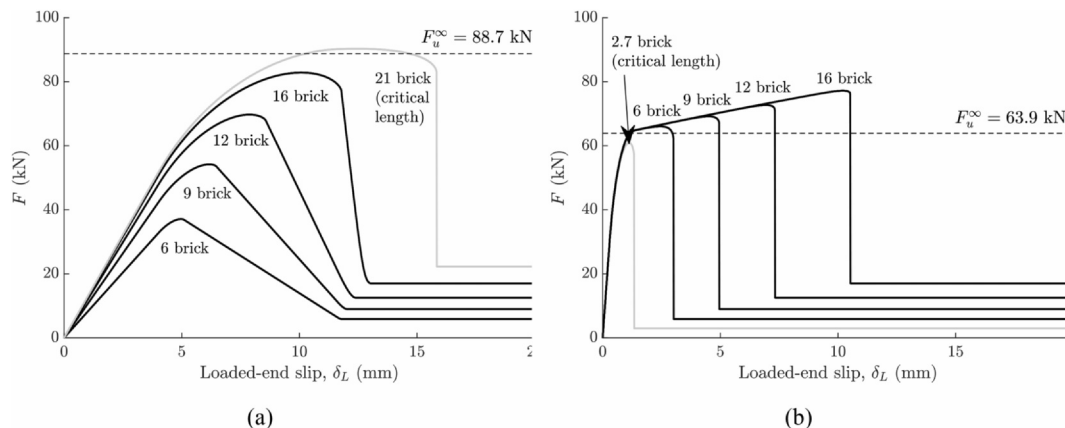 100
80
60
40
20
0
F (kN)
0
5
10
15
2
Loaded-end slip, δ_L (mm)
F_u^∞ = 88.7 kN
21 brick
(critical
length)
16 brick
12 brick
9 brick
6 brick
(a)
100
80
60
40
20
0
F (kN)
0
5
10
15
Loaded-end slip, δ_L (mm)
2.7 brick
(critical length)
16 brick
12 brick
9 brick
6 brick
F_u^∞ = 63.9 kN
(b)